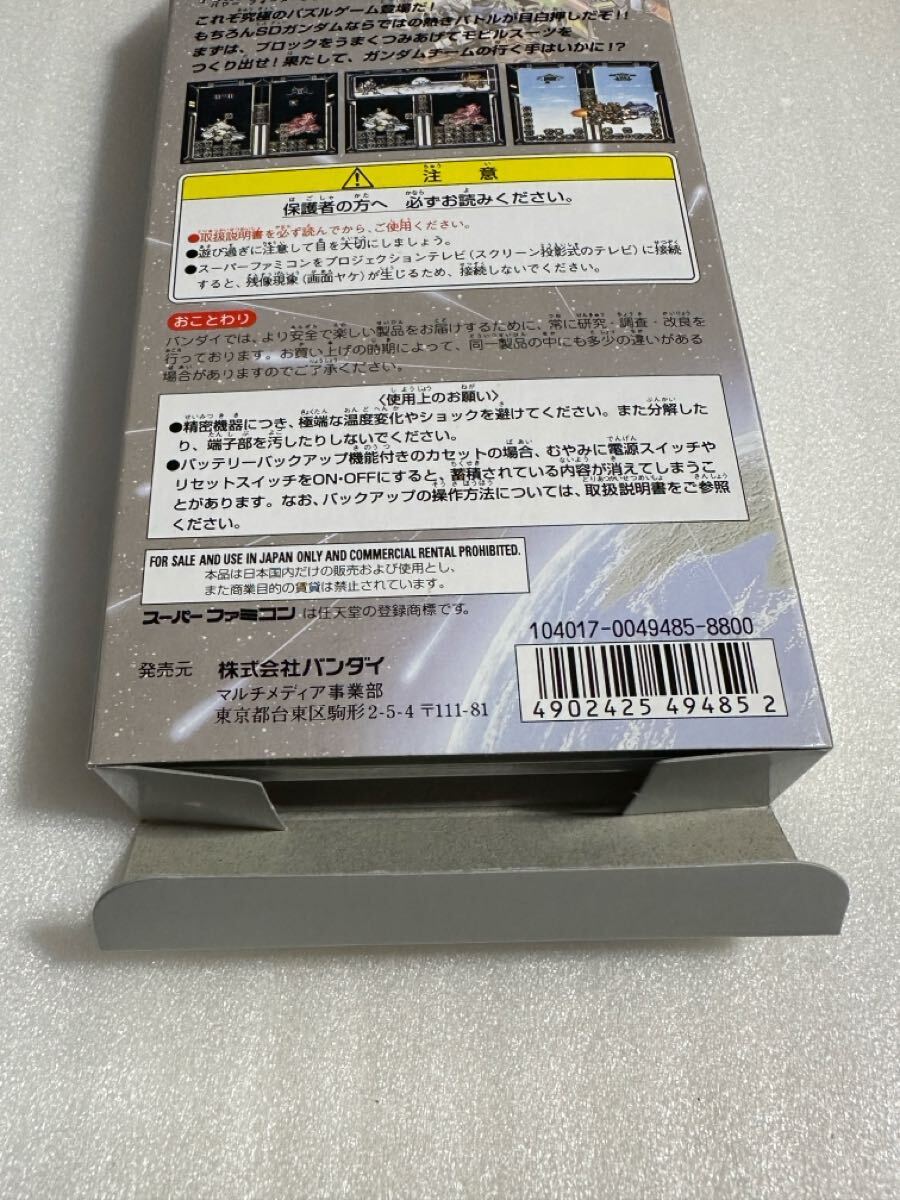 これぞ究極のパズルゲーム登場だ!
もちろんSDガンダムならではの熱きバトルが目白押しだぞ!!
まずは、ブロックをうまくつみあげてモビルスーツを
つくり出せ!果たして、ガンダムチームの行く手はいかに!?
注意
保護者の方へ 必ずお読みください。
●取扱説明書を必ず読んでから、ご使用ください。
●遊び過ぎに注意して目を大切にしましょう。
●スーパーファミコンをプロジェクションテレビ(スクリーン投影式のテレビ)に接続
すると、残像現象(画面ヤケ)が生じるため、接続しないでください。
おことわり
バンダイでは、より安全で楽しい製品をお届けするために、常に研究・調査・改良を
行っております。お買い上げの時期によって、同一製品の中にも多少の違いがある
場合がありますのでご了承ください。
〈使用上のお願い〉
●精密機器につき、極端な温度変化やショックを避けてください。また分解した
り、端子部を汚したりしないでください。
●バッテリーバックアップ機能付きのカセットの場合、むやみに電源スイッチや
リセットスイッチをON・OFFにすると、蓄積されている内容が消えてしまうこ
とがあります。なお、バックアップの操作方法については、取扱説明書をご参照
ください。
FOR SALE AND USE IN JAPAN ONLY AND COMMERCIAL RENTAL PROHIBITED.
本品は日本国内だけの販売および使用とし、
また商業目的の賃貸は禁止されています。
スーパーファミコンは任天堂の登録商標です。
104017-0049485-8800
発売元 株式会社バンダイ
マルチメディア事業部
東京都台東区駒形2-5-4 〒111-81
4902425494852